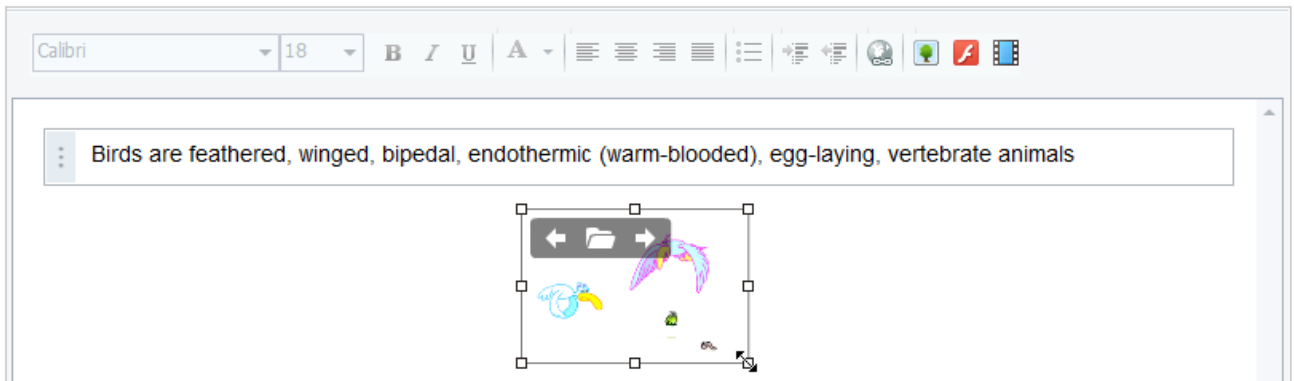 Calibri 18 B I U A
Birds are feathered, winged, bipedal, endothermic (warm-blooded), egg-laying, vertebrate animals